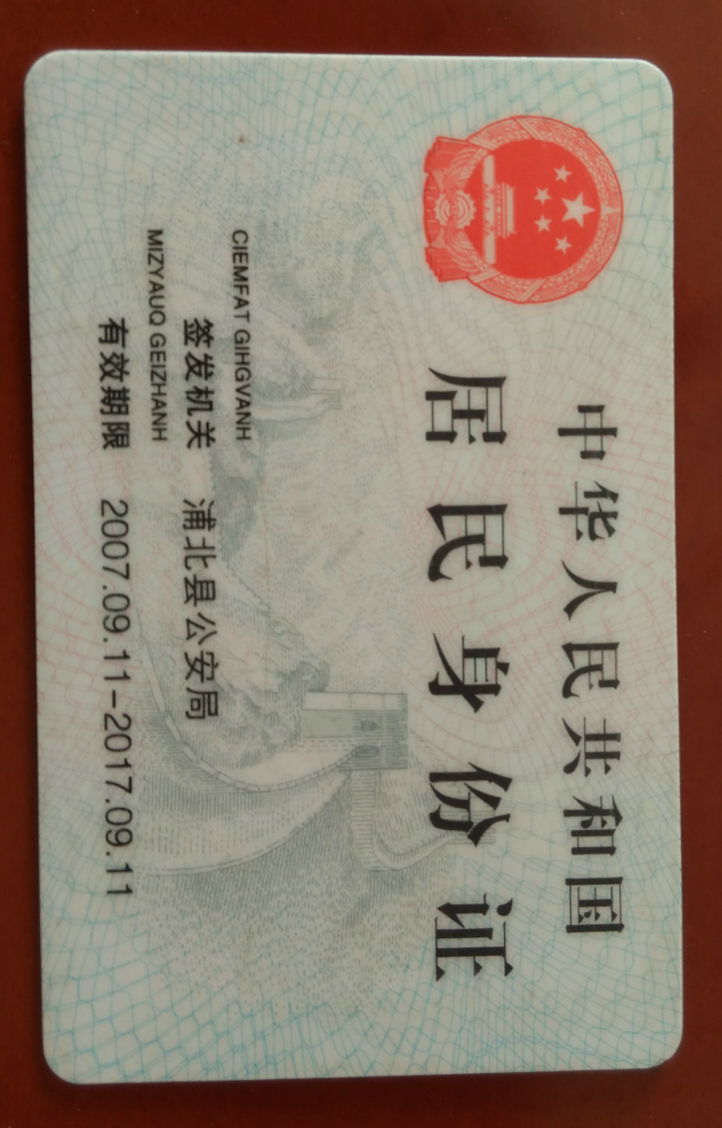 中华人民共和国
居民身份证
CIEMFAT GIHGVANH
签发机关 浦北县公安局
MIZYAUQ GEIZHANH
有效期限 2007.09.11-2017.09.11